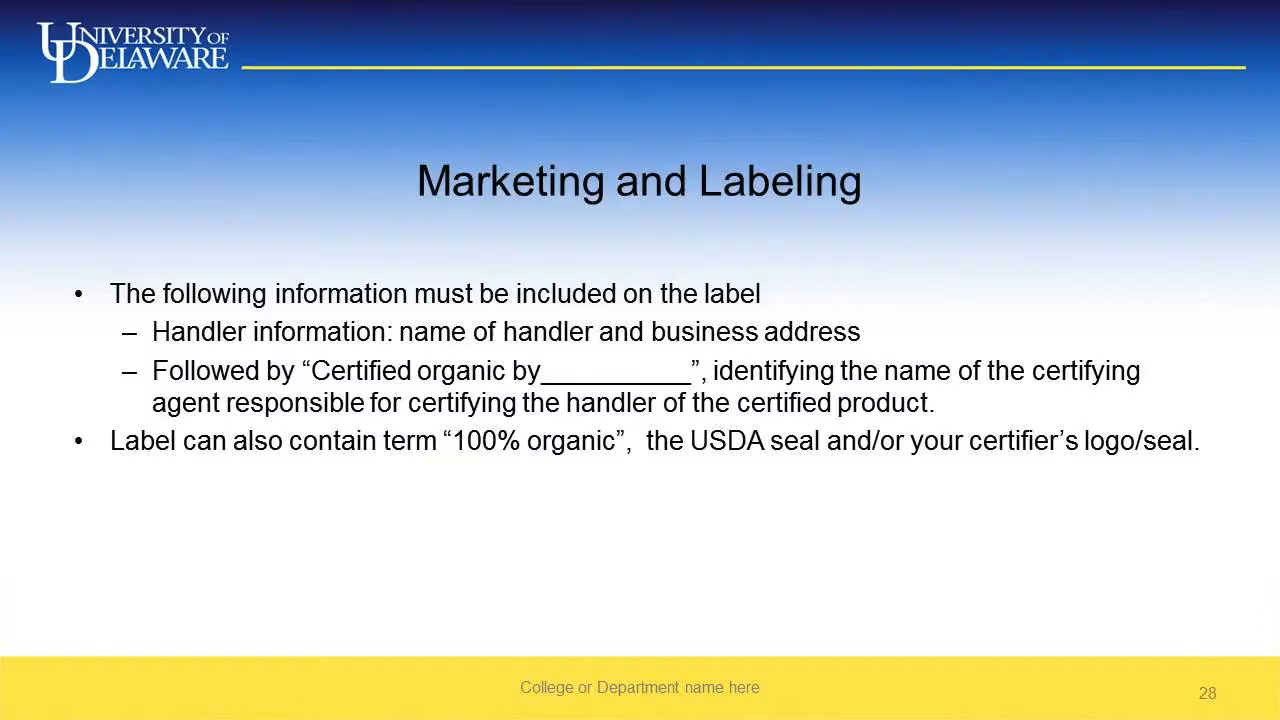 UNIVERSITY OF
DELAWARE
Marketing and Labeling
• The following information must be included on the label
– Handler information: name of handler and business address
– Followed by “Certified organic by__________”, identifying the name of the certifying
agent responsible for certifying the handler of the certified product.
• Label can also contain term “100% organic”,  the USDA seal and/or your certifier’s logo/seal.
College or Department name here
28